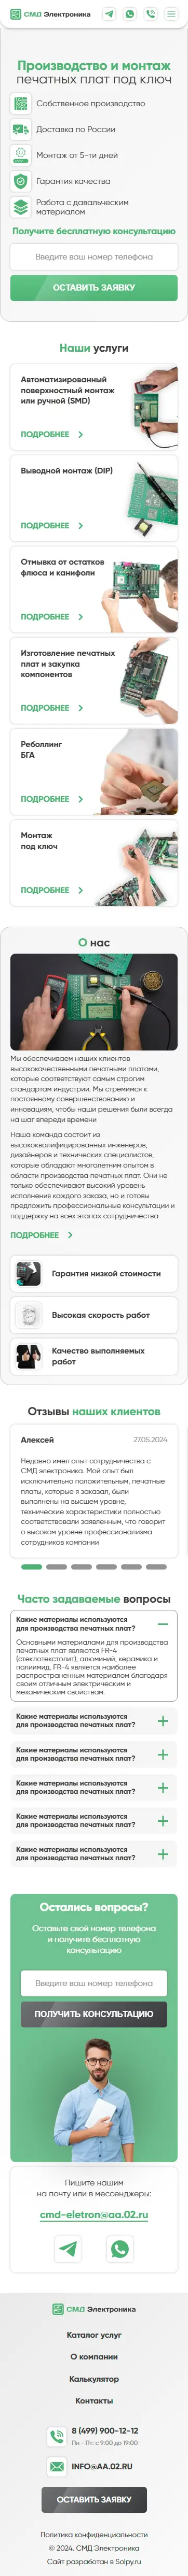 СМД Электроника
Производство и монтаж
печатных плат под ключ
Собственное производство
Доставка по России
Монтаж от 5-ти дней
Гарантия качества
Работа с давальческим
материалом
Получите бесплатную консультацию
Введите ваш номер телефона
ОСТАВИТЬ ЗАЯВКУ
Наши услуги
Автоматизированный
поверхностный монтаж
или ручной (SMD)
ПОДРОБНЕЕ
Выводной монтаж (DIP)
ПОДРОБНЕЕ
Отмывка от остатков
флюса и канифоли
ПОДРОБНЕЕ
Изготовление печатных
плат и закупка
компонентов
ПОДРОБНЕЕ
Реболлинг
БГА
ПОДРОБНЕЕ
Монтаж
под ключ
ПОДРОБНЕЕ
О нас
Мы обеспечиваем наших клиентов
высококачественными печатными платами,
которые соответствуют самым строгим
стандартам индустрии. Мы стремимся к
постоянному совершенствованию и
инновациям, чтобы наши решения были всегда
на шаг впереди времени
Наша команда состоит из
высококвалифицированных инженеров,
дизайнеров и технических специалистов,
которые обладают многолетним опытом в
области производства печатных плат. Они не
только обеспечивают высокий уровень
исполнения каждого заказа, но и готовы
предложить профессиональные консультации и
поддержку на всех этапах сотрудничества
ПОДРОБНЕЕ
Гарантия низкой стоимости
Высокая скорость работ
Качество выполняемых
работ
Отзывы наших клиентов
Алексей 27.05.2024
Недавно имел опыт сотрудничества с
СМД электроника. Мой опыт был
исключительно положительным, печатные
платы, которые я заказал, были
выполнены на высшем уровне,
технические характеристики полностью
соответствовали заявленным, что говорит
о высоком уровне профессионализма
сотрудников компании
Часто задаваемые вопросы
Какие материалы используются
для производства печатных плат?
Основными материалами для производства
печатных плат является FR-4
(стеклотекстолит), алюминий, керамика и
полиимид. FR-4 является наиболее
распространенным материалом благодаря
своим отличным электрическим и
механическим свойствам.
Какие материалы используются
для производства печатных плат?
Какие материалы используются
для производства печатных плат?
Какие материалы используются
для производства печатных плат?
Какие материалы используются
для производства печатных плат?
Какие материалы используются
для производства печатных плат?
Остались вопросы?
Оставьте свой номер телефона
и получите бесплатную
консультацию
Введите ваш номер телефона
ПОЛУЧИТЬ КОНСУЛЬТАЦИЮ
Пишите нашим
на почту или в мессенджеры:
cmd-eletron@aa.02.ru
СМД Электроника
Каталог услуг
О компании
Калькулятор
Контакты
8 (499) 900-12-12
Пн - Пт: с 9:00 до 19:00
INFO@AA.02.RU
ОСТАВИТЬ ЗАЯВКУ
Политика конфиденциальности
© 2024. СМД Электроника
Сайт разработан в Solpy.ru